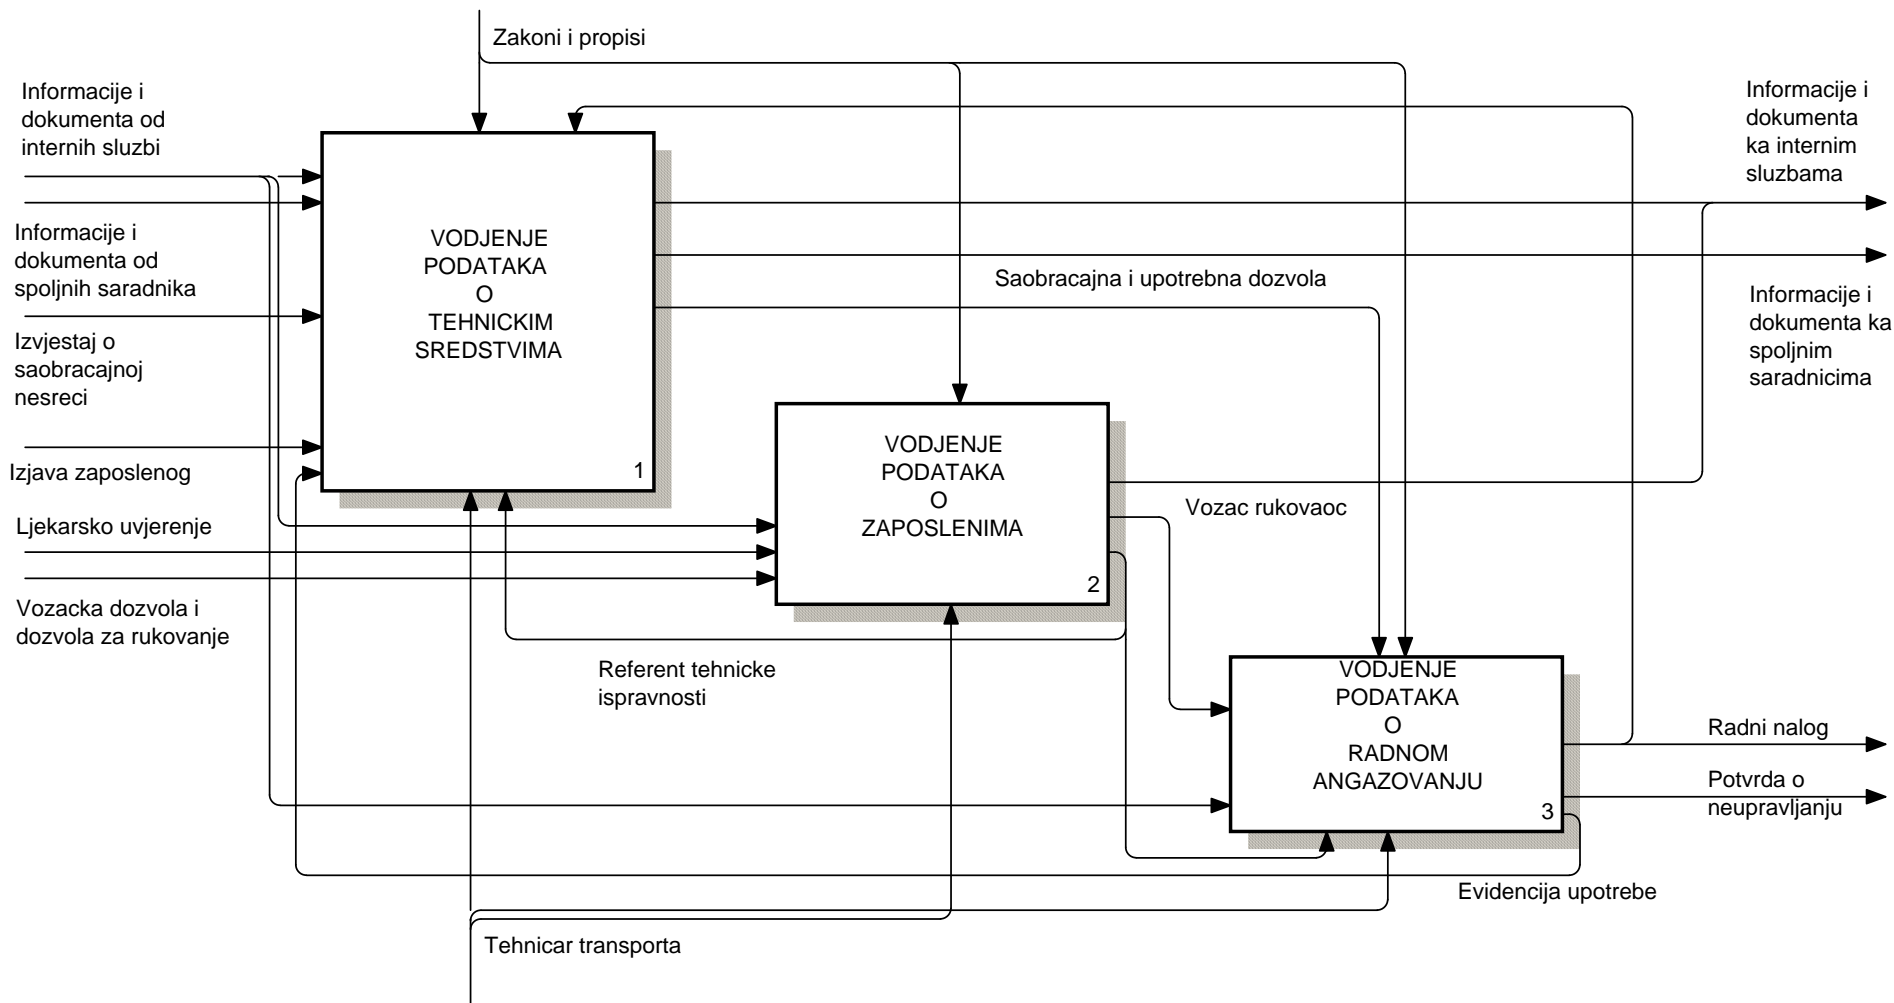 Zakoni i propisi
Informacije i
dokumenta od
internih sluzbi
Informacije i
dokumenta od
spoljnih saradnika
Izvjestaj o
saobracajnoj
nesreci
Izjava zaposlenog
Ljekarsko uvjerenje
Vozacka dozvola i
dozvola za rukovanje
VODJENJE
PODATAKA
O
TEHNICKIM
SREDSTVIMA
1
Informacije i
dokumenta
ka internim
sluzbama
Saobracajna i upotrebna dozvola
Informacije i
dokumenta ka
spoljnim
saradnicima
VODJENJE
PODATAKA
O
ZAPOSLENIMA
2
Vozac rukovaoc
Referent tehnicke
ispravnosti
VODJENJE
PODATAKA
O
RADNOM
ANGAZOVANJU
3
Radni nalog
Potvrda o
neupravljanju
Evidencija upotrebe
Tehnicar transporta